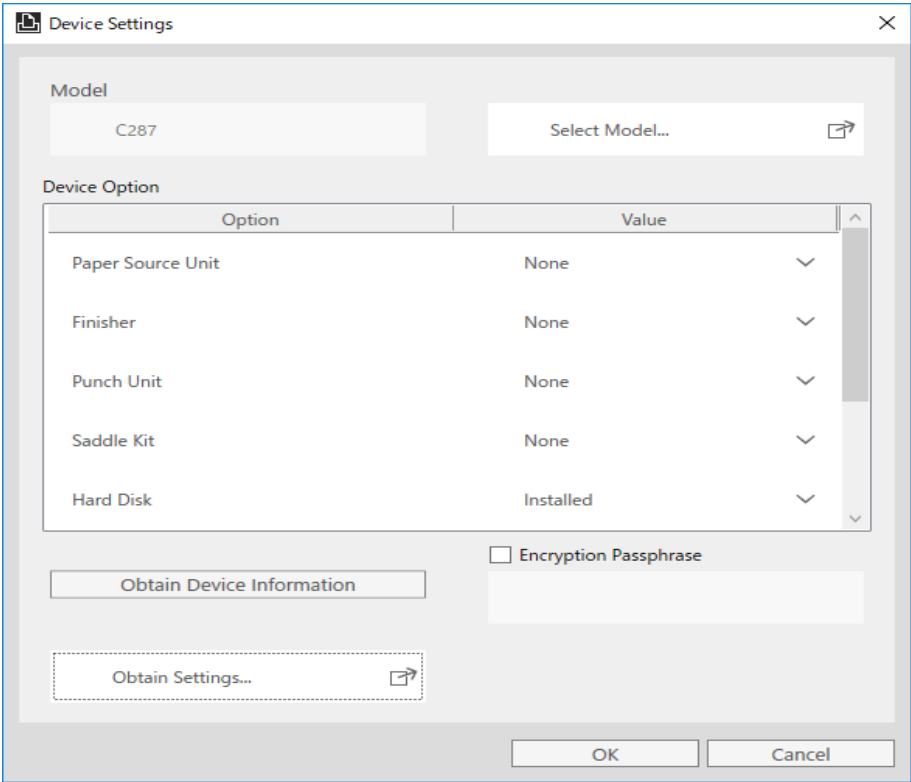 Device Settings
Model
C287
Select Model...
Device Option
Option Value
Paper Source Unit None
Finisher None
Punch Unit None
Saddle Kit None
Hard Disk Installed
Encryption Passphrase
Obtain Device Information
Obtain Settings...
OK Cancel